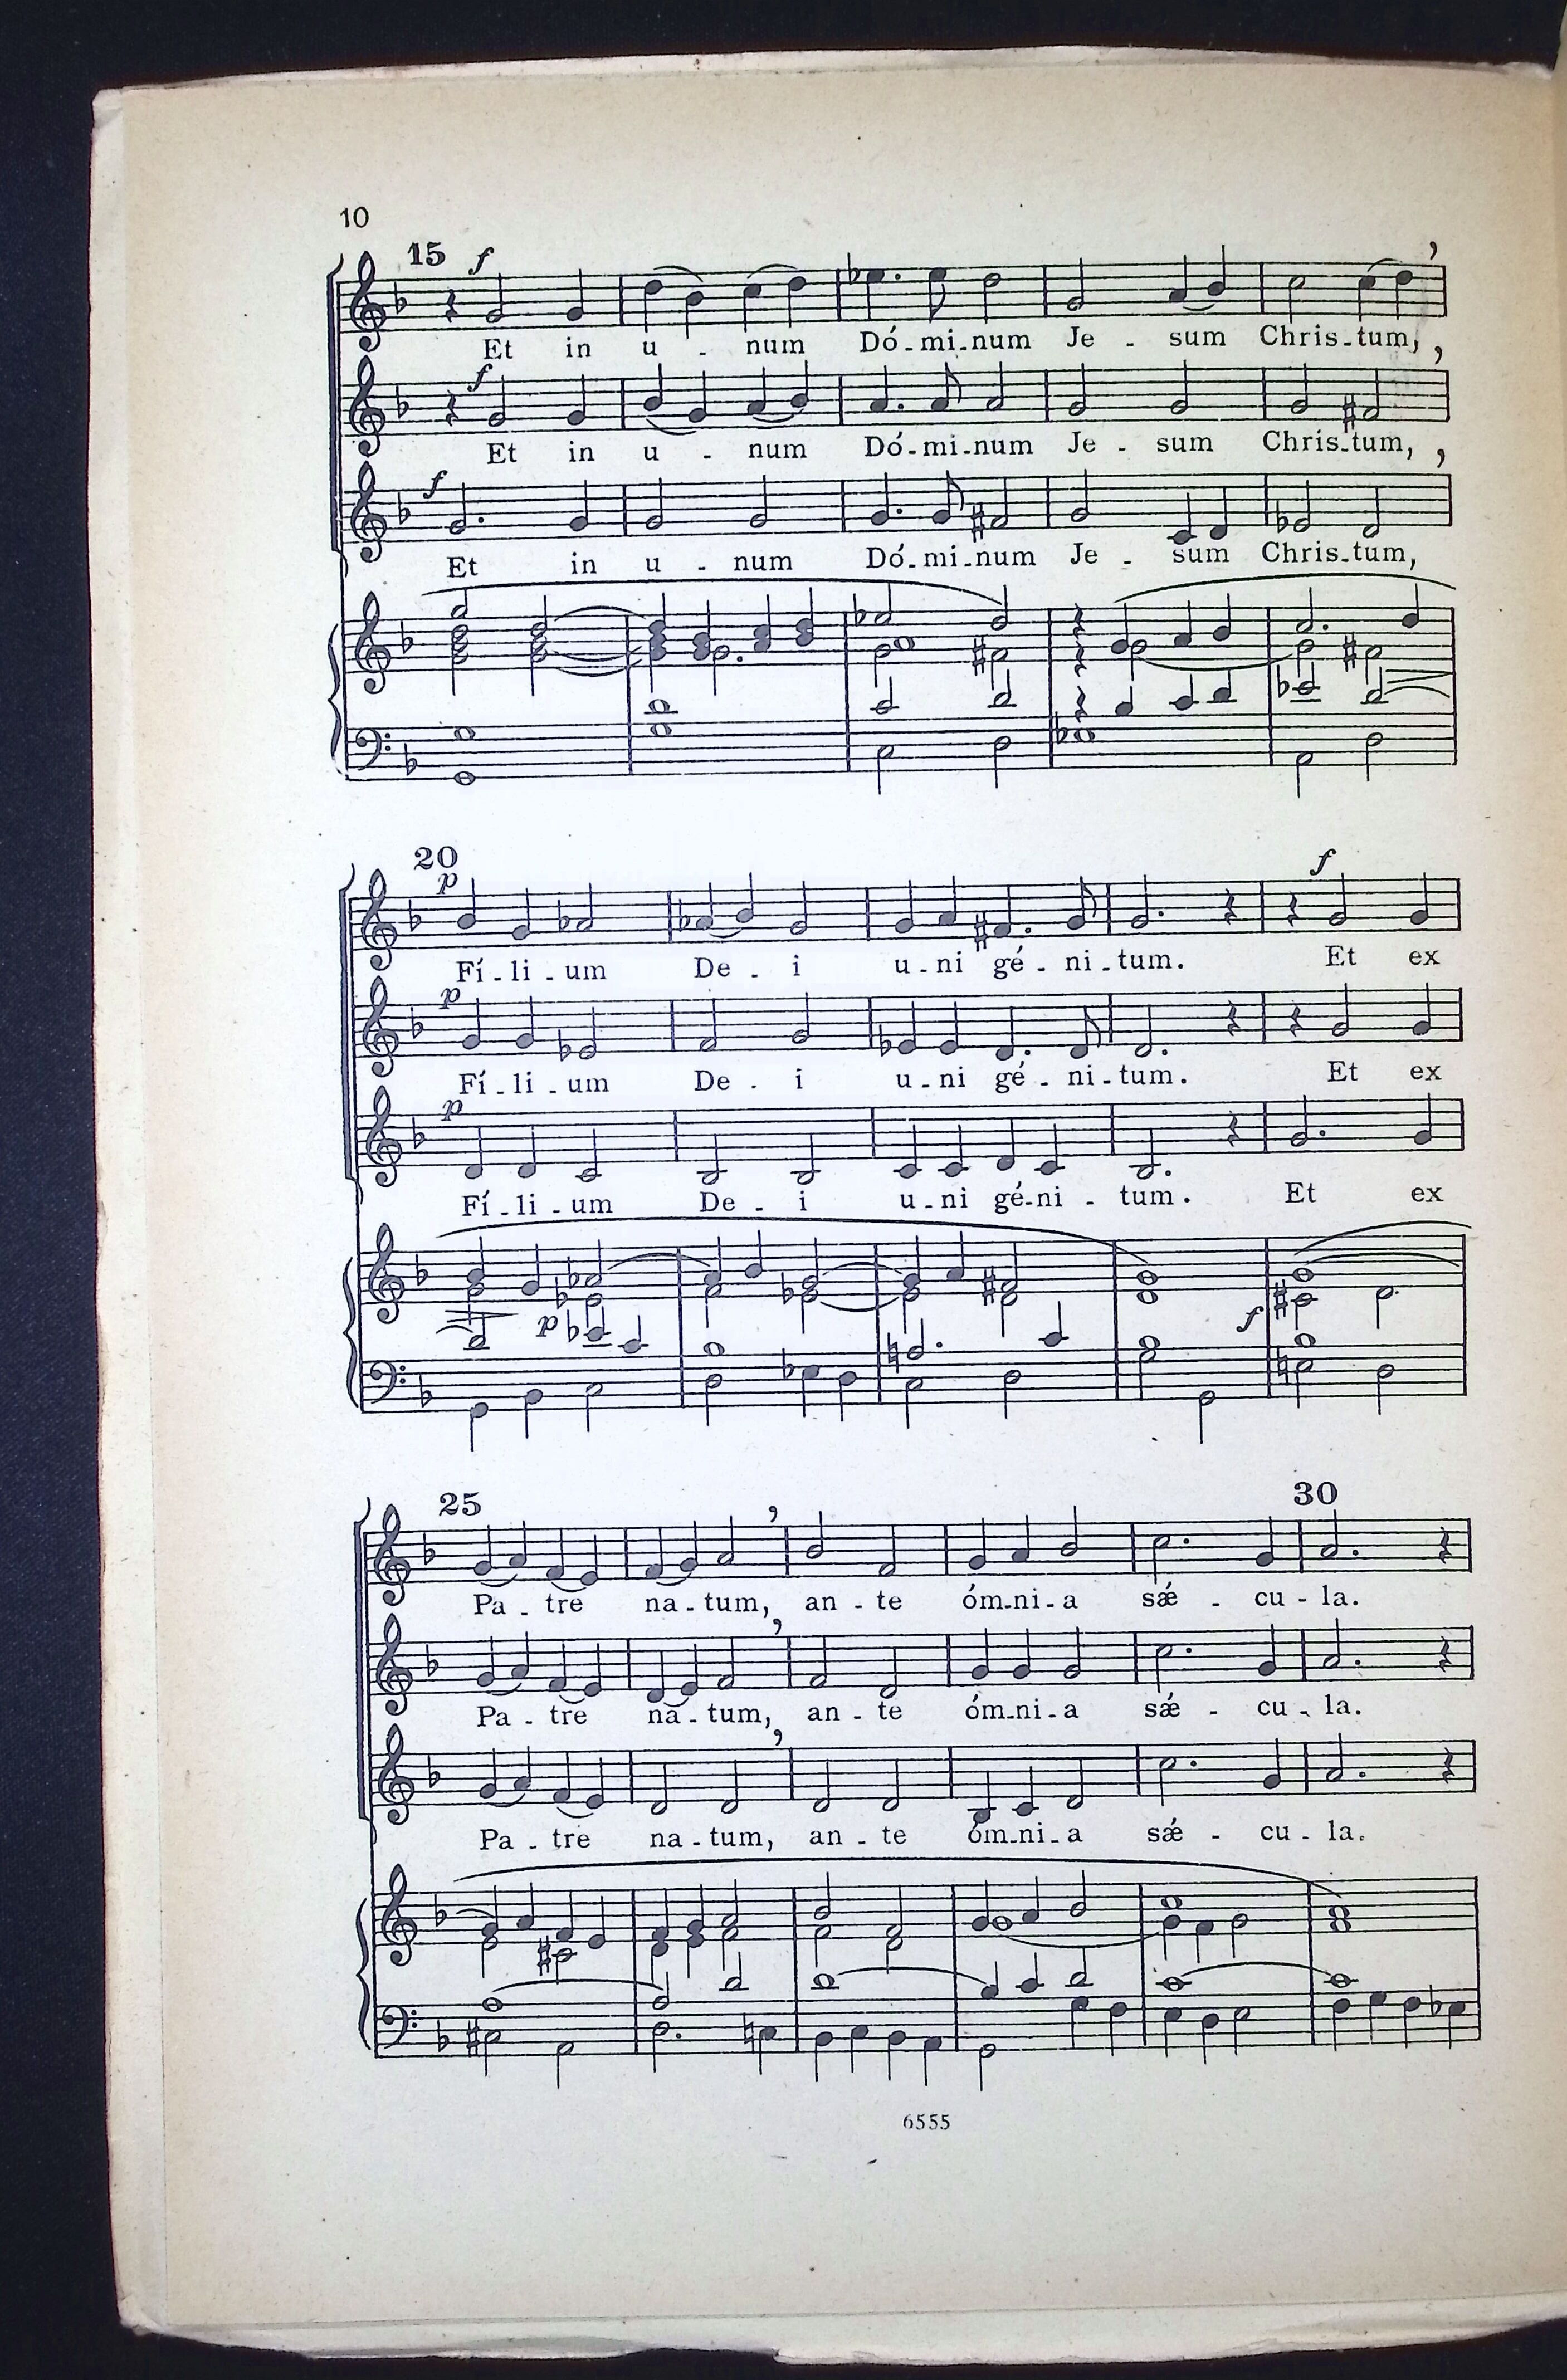 10
15 f
Et in u - num Dó-mi-num Je - sum Chris-tum,
f
Et in u - num Dó-mi-num Je - sum Chris-tum,
f
Et in u - num Dó-mi-num Je - sum Chris-tum,
20 f
p
Fí-li-um De-i u-ni gé-ni-tum. Et ex
p
Fí-li-um De-i u-ni gé-ni-tum. Et ex
p
Fí-li-um De-i u-ni gé-ni-tum. Et ex
p f
25 30
Pa-tre na-tum, an-te óm-ni-a sǽ - cu-la.
Pa-tre na-tum, an-te óm-ni-a sǽ - cu-la.
Pa-tre na-tum, an-te óm-ni-a sǽ - cu-la.
6555